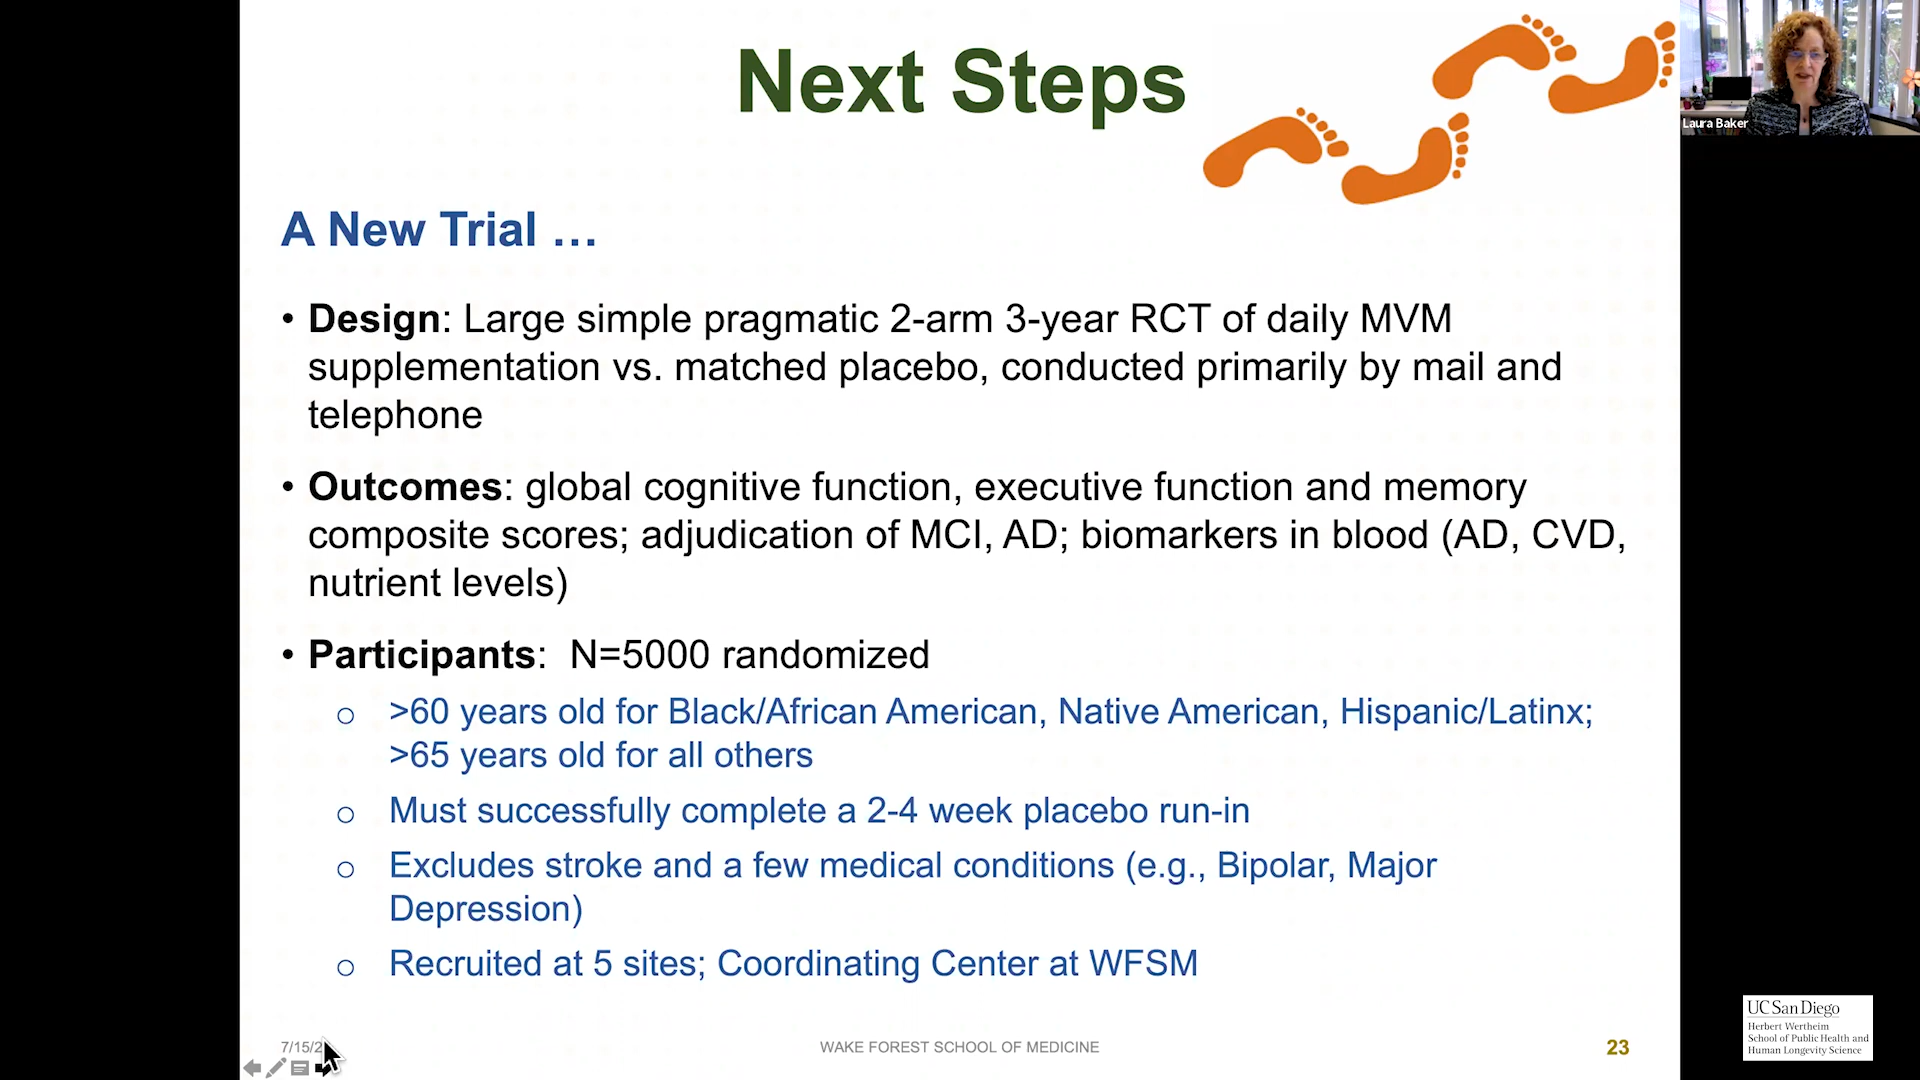 Next Steps
Laura Baker
A New Trial …
• Design: Large simple pragmatic 2-arm 3-year RCT of daily MVM
supplementation vs. matched placebo, conducted primarily by mail and
telephone
• Outcomes: global cognitive function, executive function and memory
composite scores; adjudication of MCI, AD; biomarkers in blood (AD, CVD,
nutrient levels)
• Participants: N=5000 randomized
o >60 years old for Black/African American, Native American, Hispanic/Latinx;
>65 years old for all others
o Must successfully complete a 2-4 week placebo run-in
o Excludes stroke and a few medical conditions (e.g., Bipolar, Major
Depression)
o Recruited at 5 sites; Coordinating Center at WFSM
7/15/2
WAKE FOREST SCHOOL OF MEDICINE
23
UC San Diego
Herbert Wertheim
School of Public Health and
Human Longevity Science